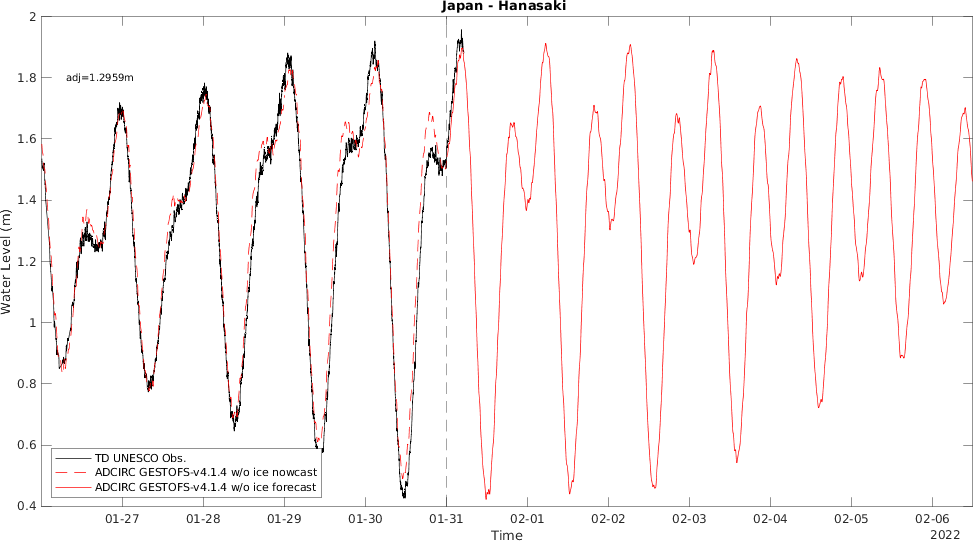 Japan - Hanasaki
2
1.8
1.6
1.4
1.2
1
0.8
0.6
0.4
Water Level (m)
adj=1.2959m
TD UNESCO Obs.
ADCIRC GESTOFS-v4.1.4 w/o ice nowcast
ADCIRC GESTOFS-v4.1.4 w/o ice forecast
01-27 01-28 01-29 01-30 01-31 02-01 02-02 02-03 02-04 02-05 02-06
Time
2022